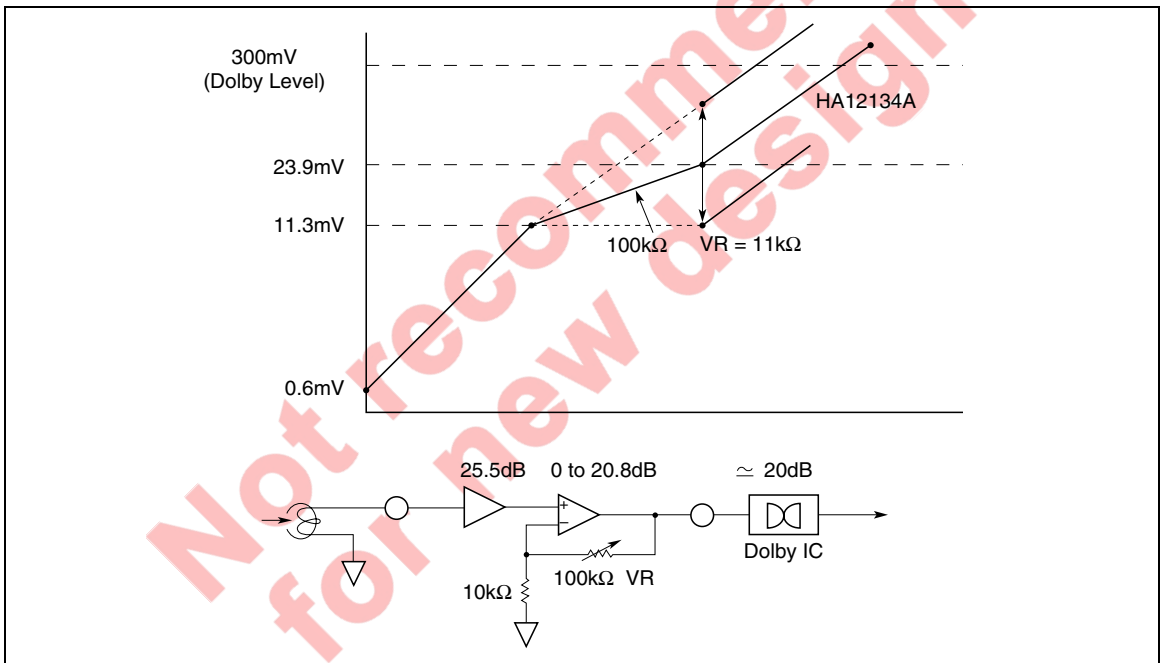 300mV
(Dolby Level)
HA12134A
23.9mV
11.3mV
100kΩ
VR = 11kΩ
0.6mV
25.5dB
0 to 20.8dB
≃ 20dB
+
−
Dolby IC
100kΩ VR
10kΩ
Not recommend
for new design